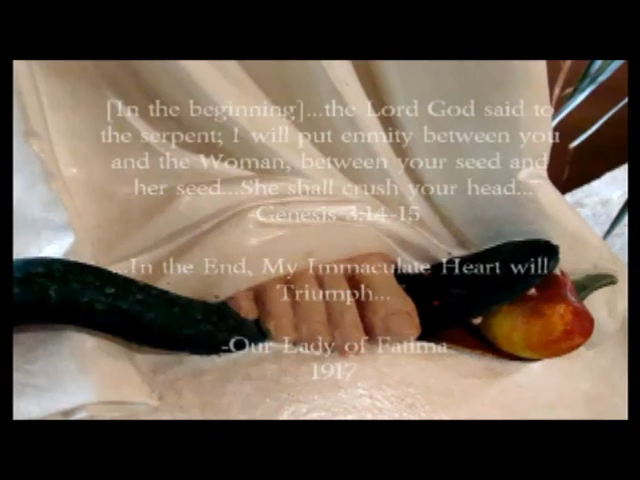 [In the beginning]...the Lord God said to
the serpent; I will put enmity between you
and the Woman, between your seed and
her seed...She shall crush your head..."
-Genesis 3:14-15
...In the End, My Immaculate Heart will
Triumph...
-Our Lady of Fatima
1917